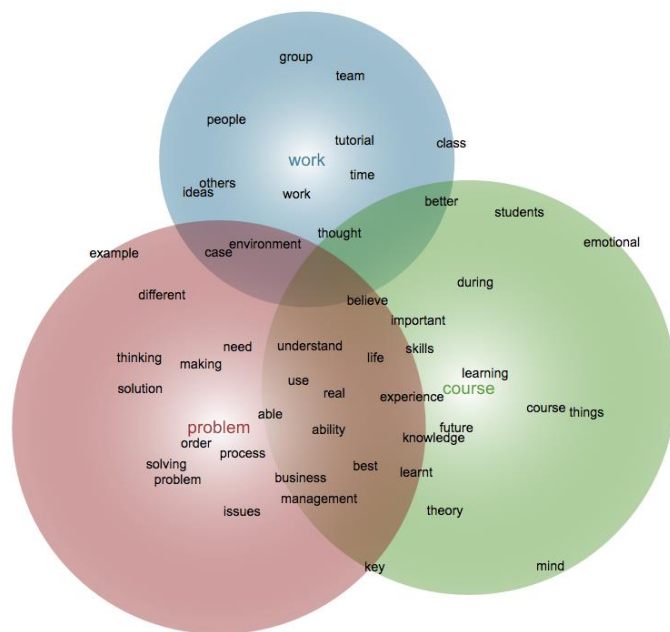 group
team
people
tutorial
class
work
time
others
ideas
work
better
students
thought
environment
emotional
example
case
during
different
believe
important
need
understand
skills
thinking
making
life
learning
use
solution
real
course
experience
course
things
able
problem
ability
future
knowledge
order
process
solving
best
learnt
problem
business
management
issues
theory
key
mind